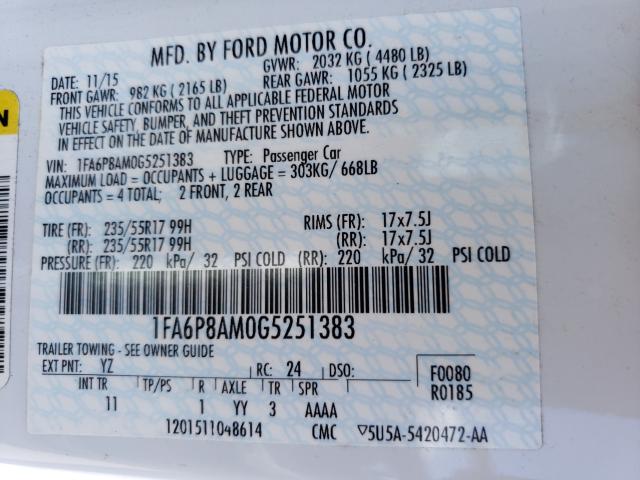 MFD. BY FORD MOTOR CO.
DATE: 11/15 GVWR: 2032 KG ( 4480 LB)
FRONT GAWR: 982 KG ( 2165 LB) REAR GAWR: 1055 KG ( 2325 LB)
THIS VEHICLE CONFORMS TO ALL APPLICABLE FEDERAL MOTOR
VEHICLE SAFETY, BUMPER, AND THEFT PREVENTION STANDARDS
IN EFFECT ON THE DATE OF MANUFACTURE SHOWN ABOVE.
VIN: 1FA6P8AM0G5251383 TYPE: Passenger Car
MAXIMUM LOAD = OCCUPANTS + LUGGAGE = 303KG/ 668LB
OCCUPANTS = 4 TOTAL; 2 FRONT, 2 REAR
TIRE (FR): 235/55R17 99H RIMS (FR): 17x7.5J
(RR): 235/55R17 99H (RR): 17x7.5J
PRESSURE (FR): 220 kPa/ 32 PSI COLD (RR): 220 kPa/ 32 PSI COLD
1FA6P8AM0G5251383
TRAILER TOWING - SEE OWNER GUIDE
EXT PNT: YZ RC: 24 DSO: F0080
INT TR TP/PS R AXLE TR SPR R0185
11 1 YY 3 AAAA
1201511048614 CMC ▽5U5A-5420472-AA